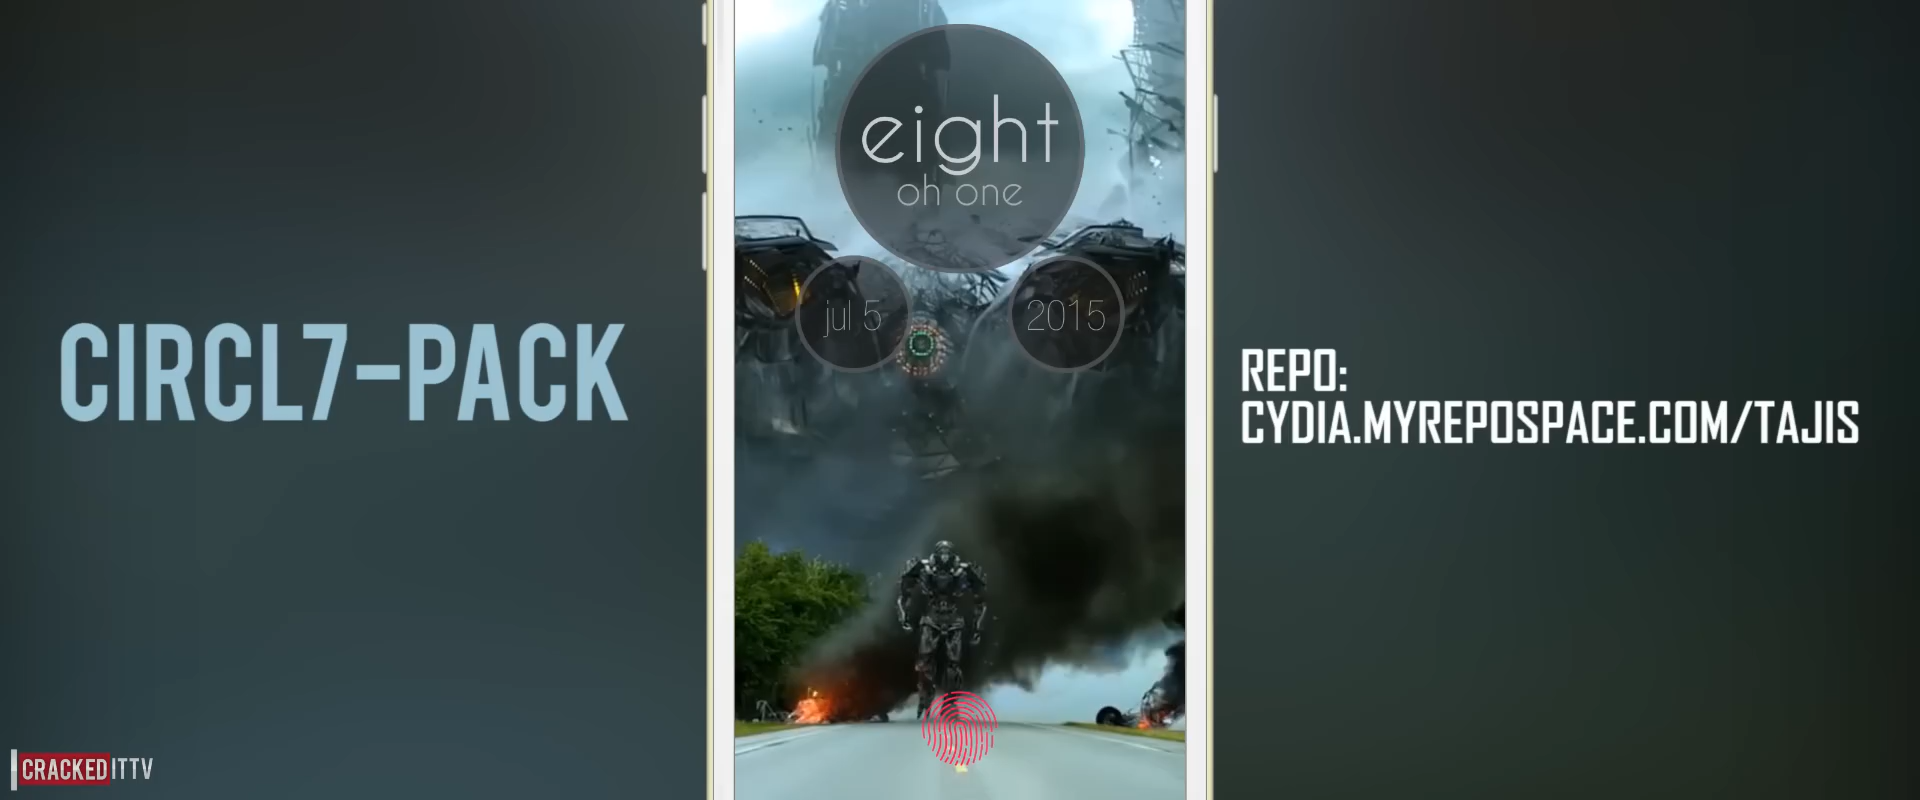 eight
oh one
jul 5
2015
CIRCL7-PACK
REPO:
CYDIA.MYREPOSPACE.COM/TAJIS
CRACKEDITTV